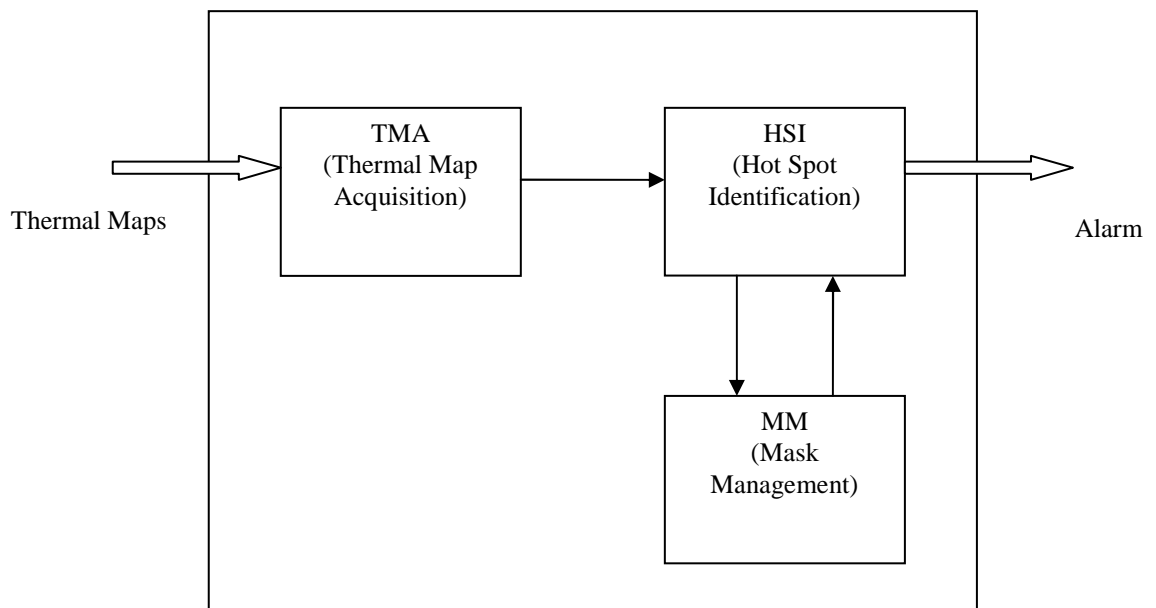 TMA
(Thermal Map
Acquisition)
HSI
(Hot Spot
Identification)
Thermal Maps
Alarm
MM
(Mask
Management)